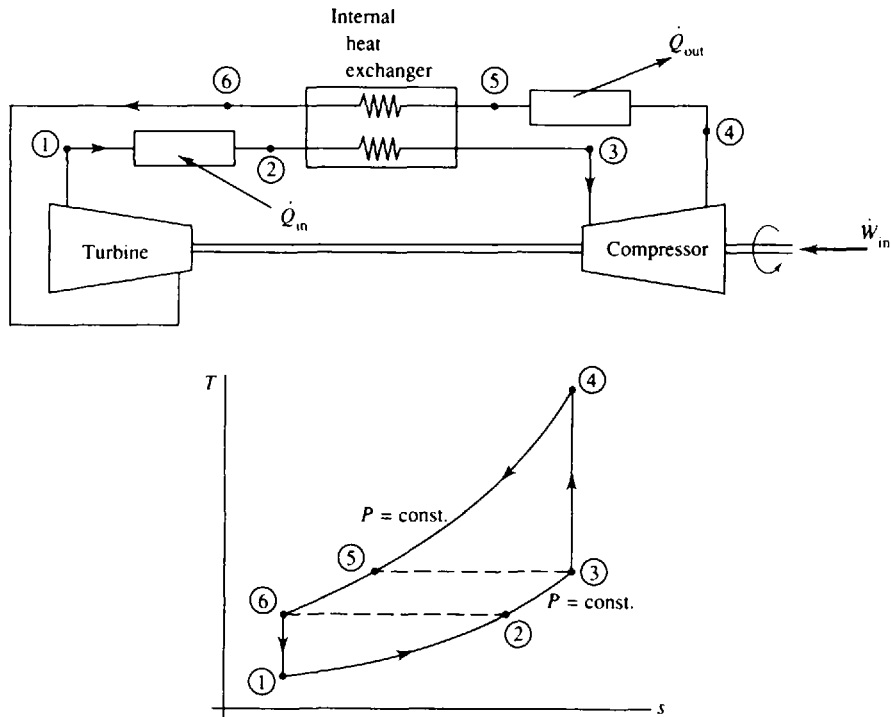 Internal
heat
exchanger
Q̇out
⑥
⑤
①
②
③
④
Q̇in
Turbine
Compressor
Ẇin
T
④
P = const.
⑤
③
⑥
P = const.
②
①
s